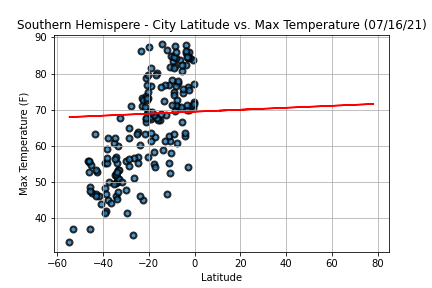 Southern Hemispere - City Latitude vs. Max Temperature (07/16/21)
90
80
70
60
50
40
Max Temperature (F)
−60 −40 −20 0 20 40 60 80
Latitude